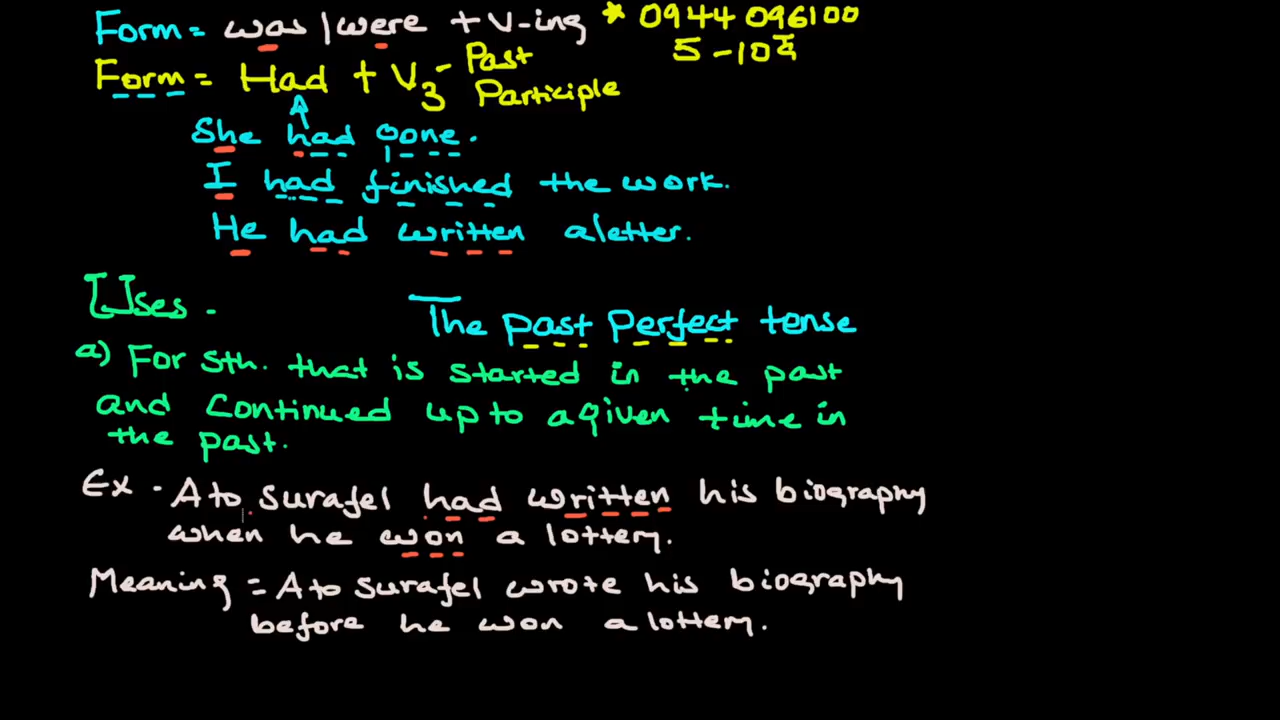 Form = was / were + V-ing * 0944 096100
5 - 10ኛ
Form = Had + V3 - Past Participle
She had gone.
I had finished the work.
He had written a letter.
Uses -
The past perfect tense
a) For sth. that is started in the past
and continued up to a given time in
the past.
Ex - Ato Surafel had written his biography
when he won a lottery.
Meaning = Ato Surafel wrote his biography
before he won a lottery.